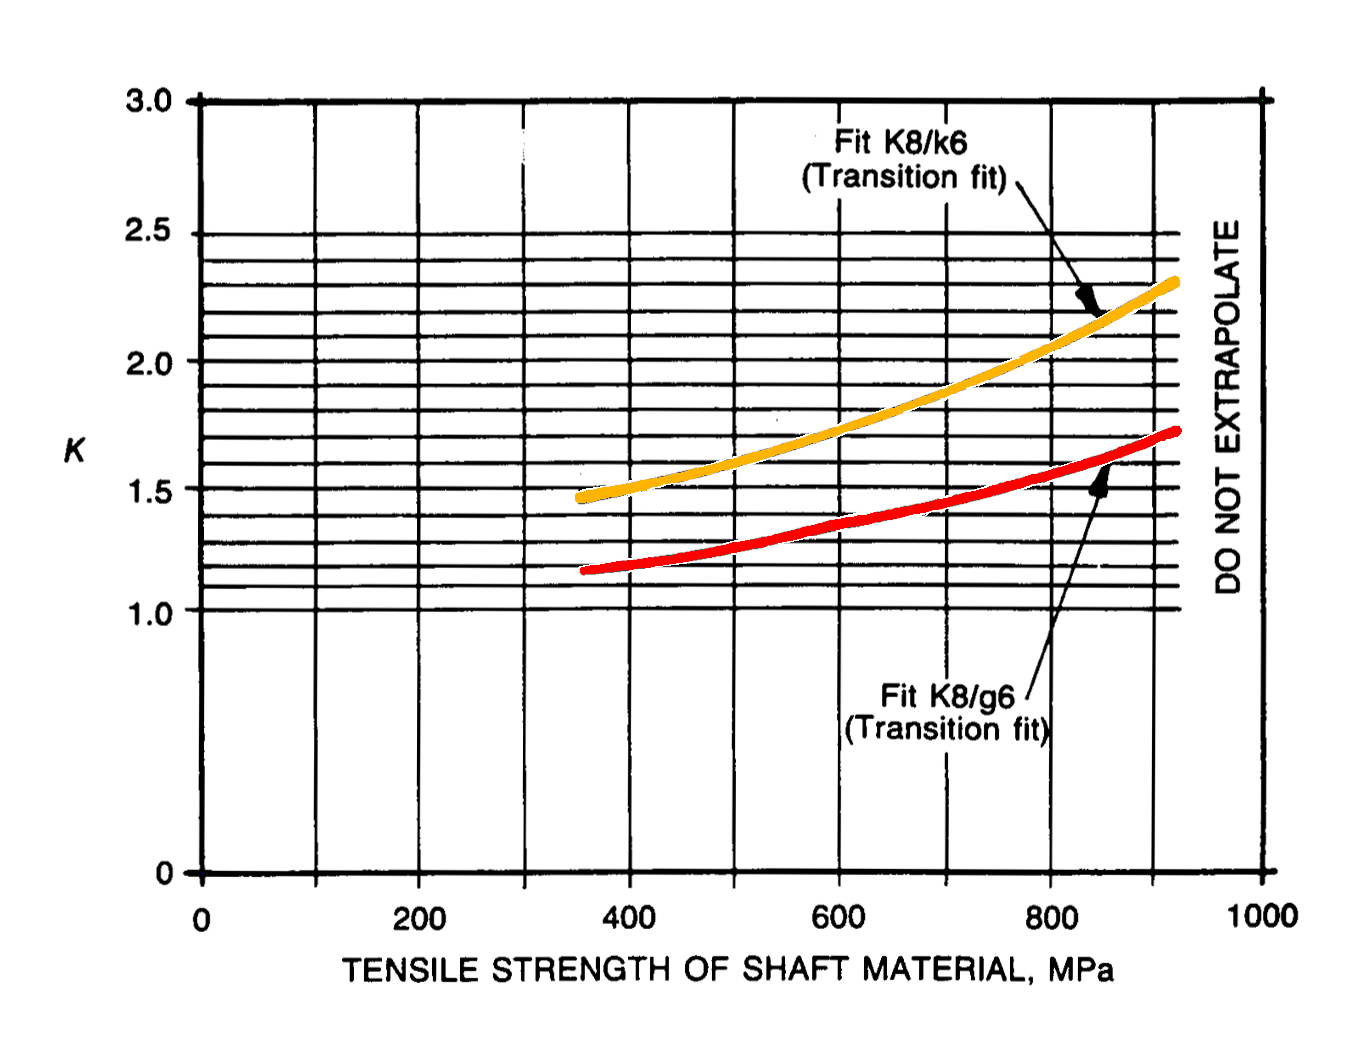 3.0
Fit K8/k6
(Transition fit)
2.5
2.0
K
1.5
1.0
DO NOT EXTRAPOLATE
Fit K8/g6
(Transition fit)
0
0 200 400 600 800 1000
TENSILE STRENGTH OF SHAFT MATERIAL, MPa